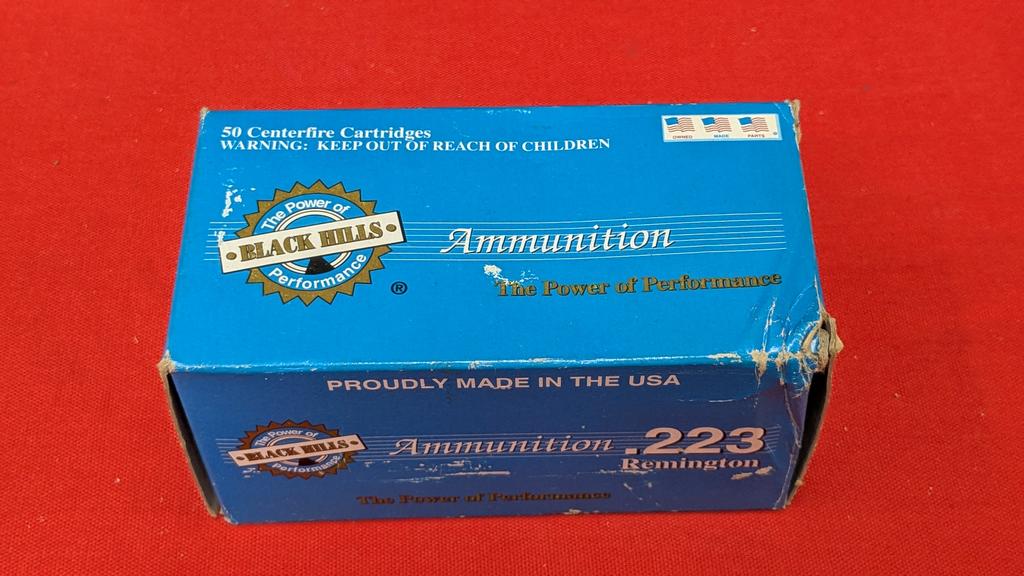 50 Centerfire Cartridges
WARNING: KEEP OUT OF REACH OF CHILDREN
OWNED MADE PARTS
The Power of
BLACK HILLS
Performance
®
Ammunition
The Power of Performance
PROUDLY MADE IN THE USA
The Power of
BLACK HILLS
Performance
Ammunition
.223
Remington
The Power of Performance